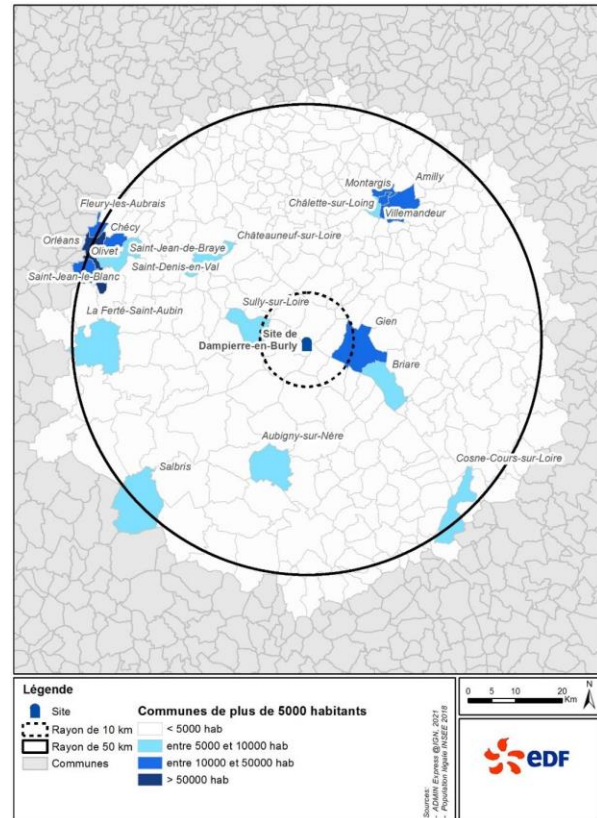 Montargis
Amilly
Fleury-les-Aubrais
Châlette-sur-Loing
Chécy
Villemandeur
Châteauneuf-sur-Loire
Orléans
Olivet
Saint-Jean-de-Braye
Saint-Denis-en-Val
Saint-Jean-le-Blanc
Sully-sur-Loire
La Ferté-Saint-Aubin
Gien
Site de
Dampierre-en-Burly
Briare
Aubigny-sur-Nère
Cosne-Cours-sur-Loire
Salbris
Légende
Site
Rayon de 10 km
Rayon de 50 km
Communes
Communes de plus de 5000 habitants
< 5000 hab
entre 5000 et 10000 hab
entre 10000 et 50000 hab
> 50000 hab
Sources:
- ADMIN Express @IGN, 2021
- Population légale INSEE 2018
0 5 10 20
Km
N
eDF